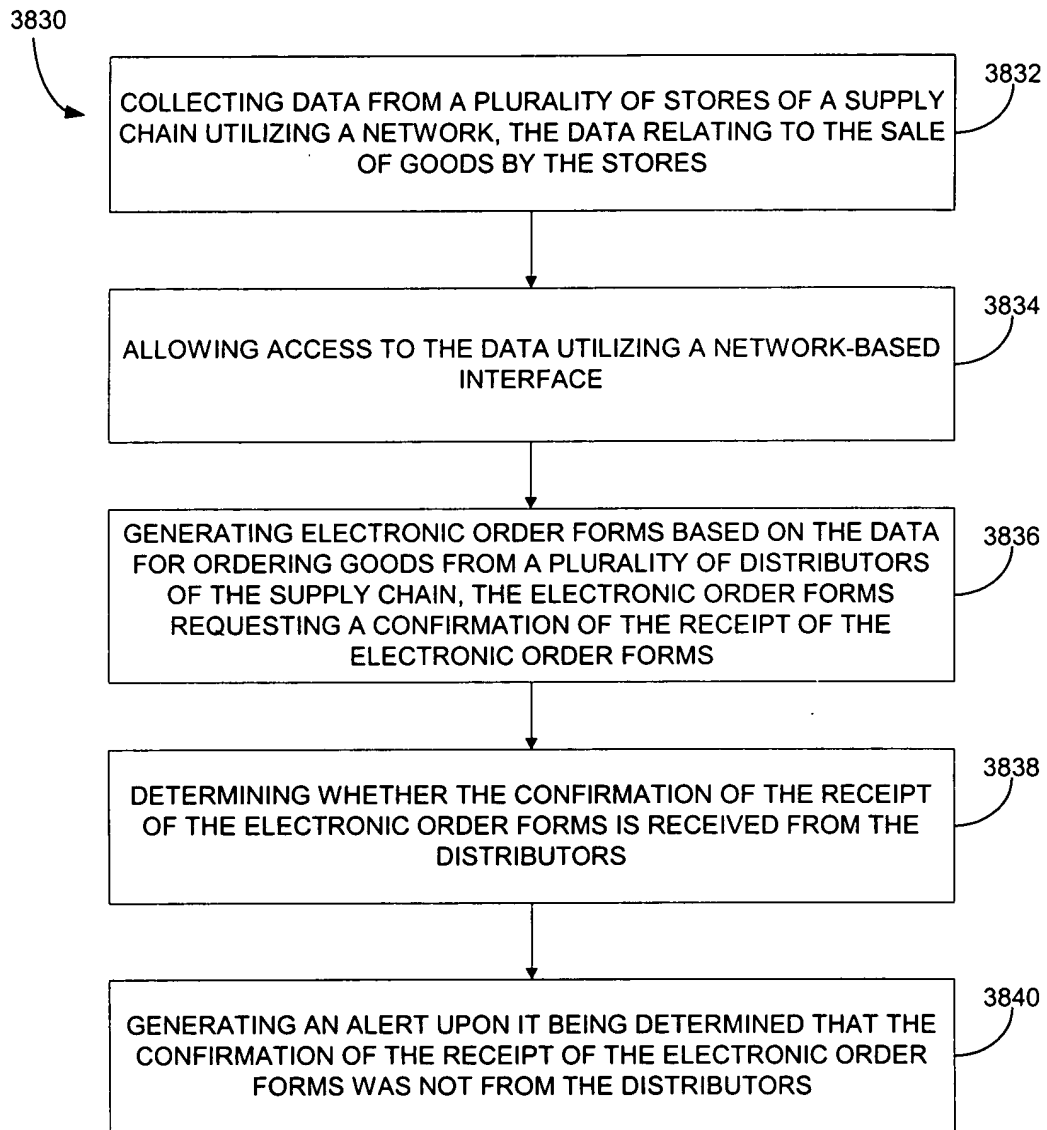 3830
COLLECTING DATA FROM A PLURALITY OF STORES OF A SUPPLY
CHAIN UTILIZING A NETWORK, THE DATA RELATING TO THE SALE
OF GOODS BY THE STORES
3832
ALLOWING ACCESS TO THE DATA UTILIZING A NETWORK-BASED
INTERFACE
3834
GENERATING ELECTRONIC ORDER FORMS BASED ON THE DATA
FOR ORDERING GOODS FROM A PLURALITY OF DISTRIBUTORS
OF THE SUPPLY CHAIN, THE ELECTRONIC ORDER FORMS
REQUESTING A CONFIRMATION OF THE RECEIPT OF THE
ELECTRONIC ORDER FORMS
3836
DETERMINING WHETHER THE CONFIRMATION OF THE RECEIPT
OF THE ELECTRONIC ORDER FORMS IS RECEIVED FROM THE
DISTRIBUTORS
3838
GENERATING AN ALERT UPON IT BEING DETERMINED THAT THE
CONFIRMATION OF THE RECEIPT OF THE ELECTRONIC ORDER
FORMS WAS NOT FROM THE DISTRIBUTORS
3840